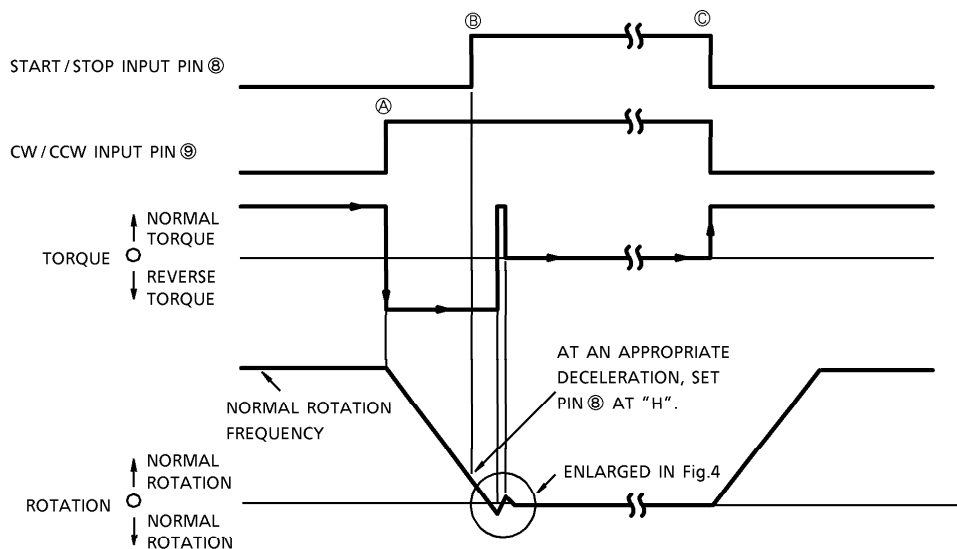 Ⓑ
Ⓒ
START / STOP INPUT PIN ⑧
Ⓐ
CW / CCW INPUT PIN ⑨
NORMAL
TORQUE
TORQUE
REVERSE
TORQUE
AT AN APPROPRIATE
DECELERATION, SET
PIN ⑧ AT "H".
NORMAL ROTATION
FREQUENCY
NORMAL
ROTATION
ENLARGED IN Fig.4
ROTATION
NORMAL
ROTATION